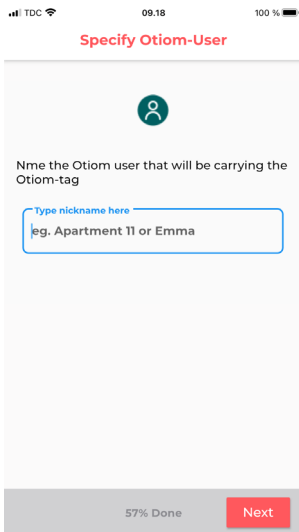 TDC 09.18 100 %
Specify Otiom-User
Nme the Otiom user that will be carrying the
Otiom-tag
Type nickname here
eg. Apartment 11 or Emma
57% Done Next